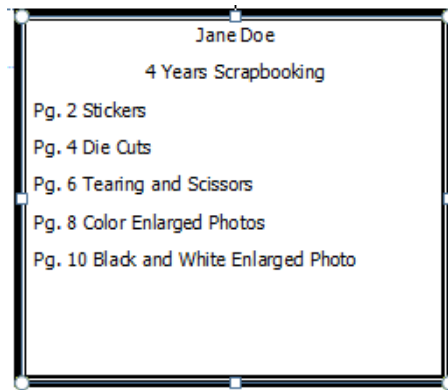 Jane Doe
4 Years Scrapbooking
Pg. 2 Stickers
Pg. 4 Die Cuts
Pg. 6 Tearing and Scissors
Pg. 8 Color Enlarged Photos
Pg. 10 Black and White Enlarged Photo